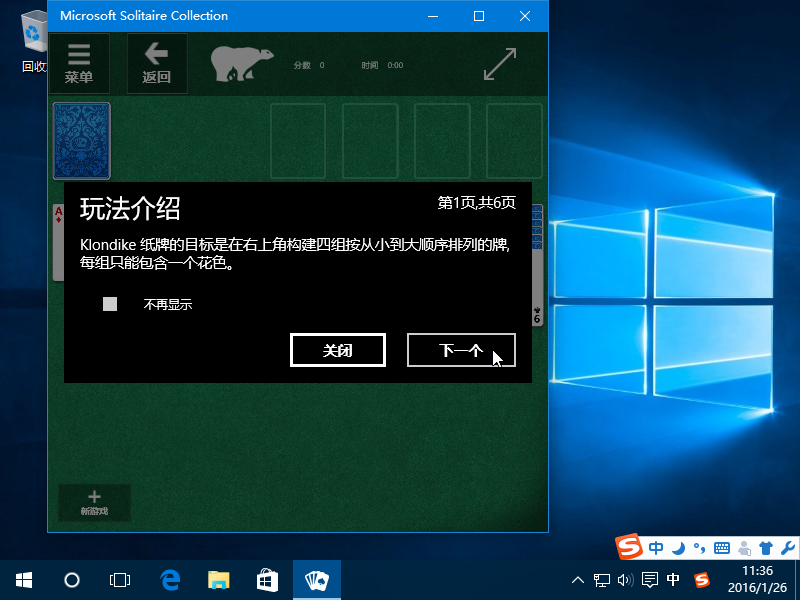 Microsoft Solitaire Collection
回收
菜单
返回
分数 0
时间 0:00
A
玩法介绍
第1页,共6页
Klondike 纸牌的目标是在右上角构建四组按从小到大顺序排列的牌,
每组只能包含一个花色。
不再显示
6
关闭
下一个
新游戏
中
中
11:36
2016/1/26